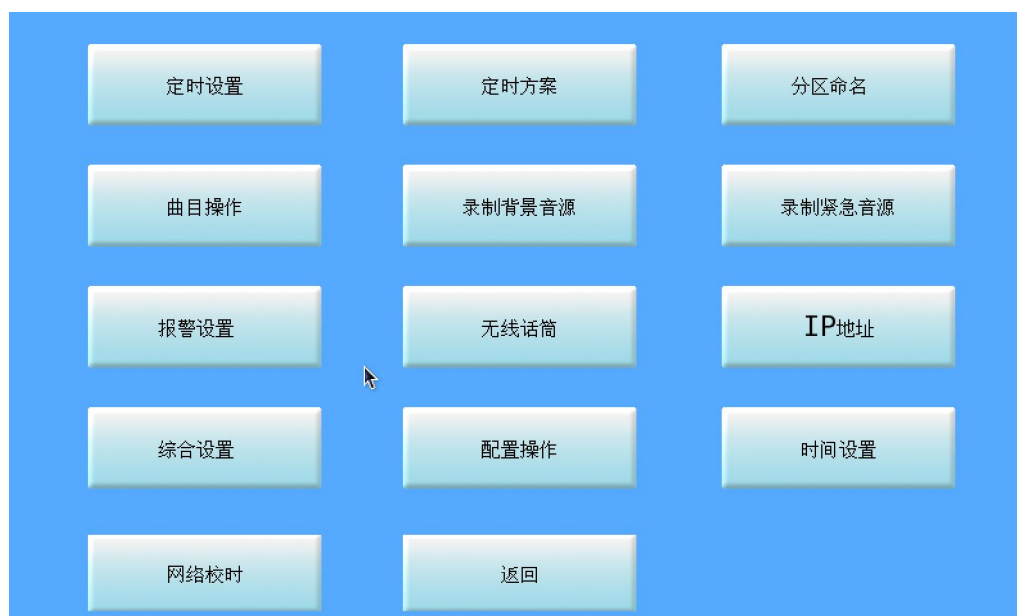 定时设置 定时方案 分区命名
曲目操作 录制背景音源 录制紧急音源
报警设置 无线话筒 IP地址
综合设置 配置操作 时间设置
网络校时 返回